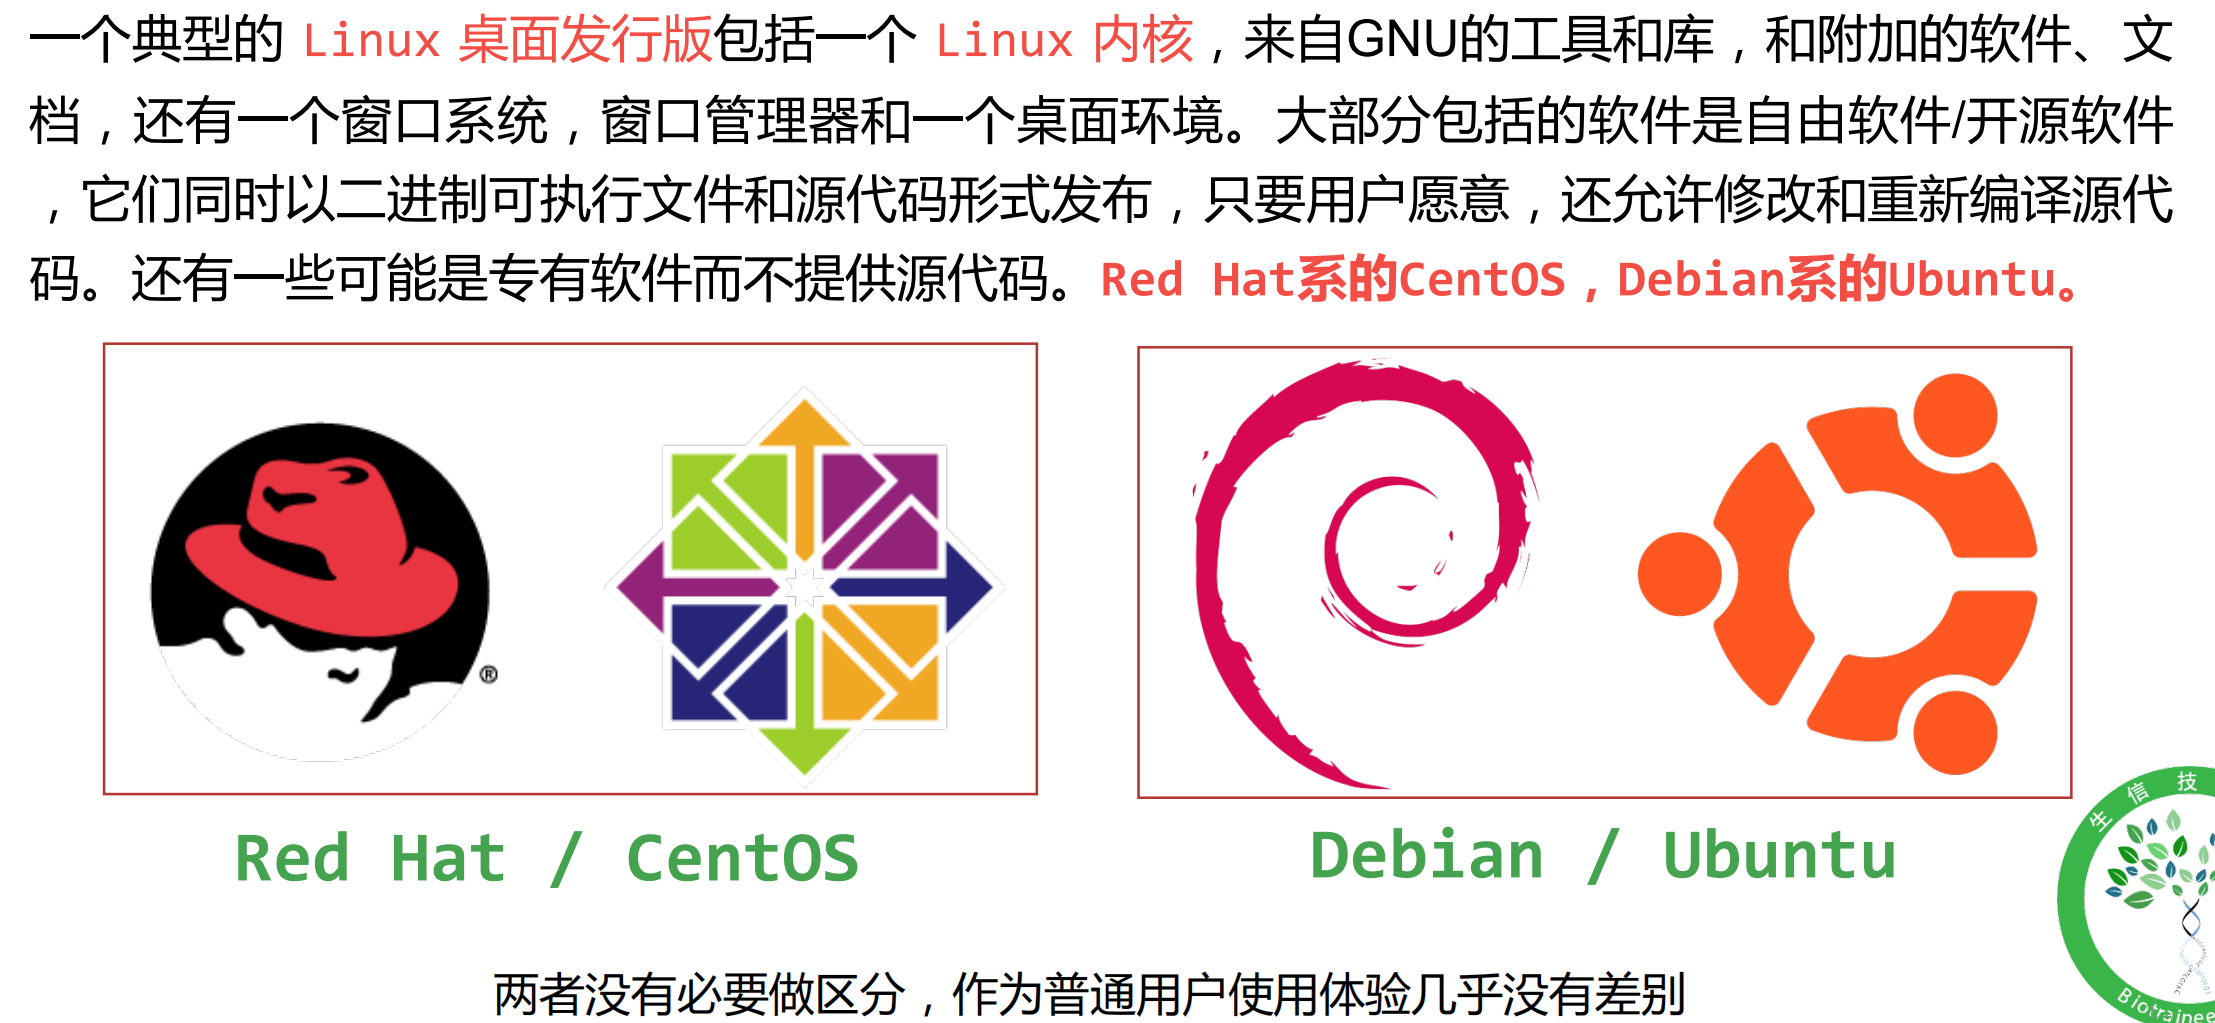 一个典型的 Linux 桌面发行版包括一个 Linux 内核，来自GNU的工具和库，和附加的软件、文
档，还有一个窗口系统，窗口管理器和一个桌面环境。大部分包括的软件是自由软件/开源软件
，它们同时以二进制可执行文件和源代码形式发布，只要用户愿意，还允许修改和重新编译源代
码。还有一些可能是专有软件而不提供源代码。Red Hat系的CentOS，Debian系的Ubuntu。
®
Red Hat / CentOS
Debian / Ubuntu
生信技
Biotrainee
两者没有必要做区分，作为普通用户使用体验几乎没有差别